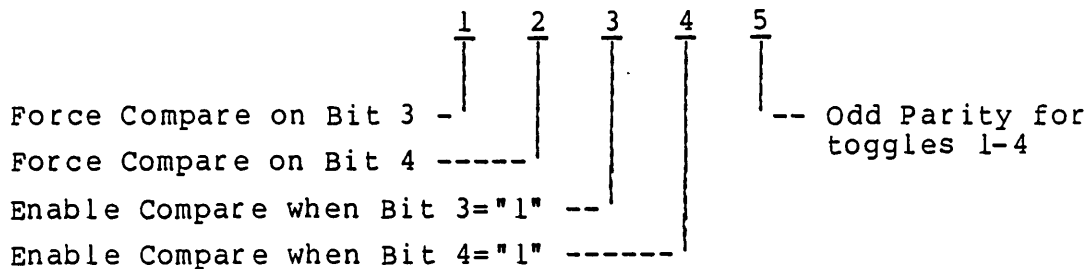 1 2 3 4 5
Force Compare on Bit 3 - -- Odd Parity for
Force Compare on Bit 4 ----- toggles 1-4
Enable Compare when Bit 3="1" --
Enable Compare when Bit 4="1" ------